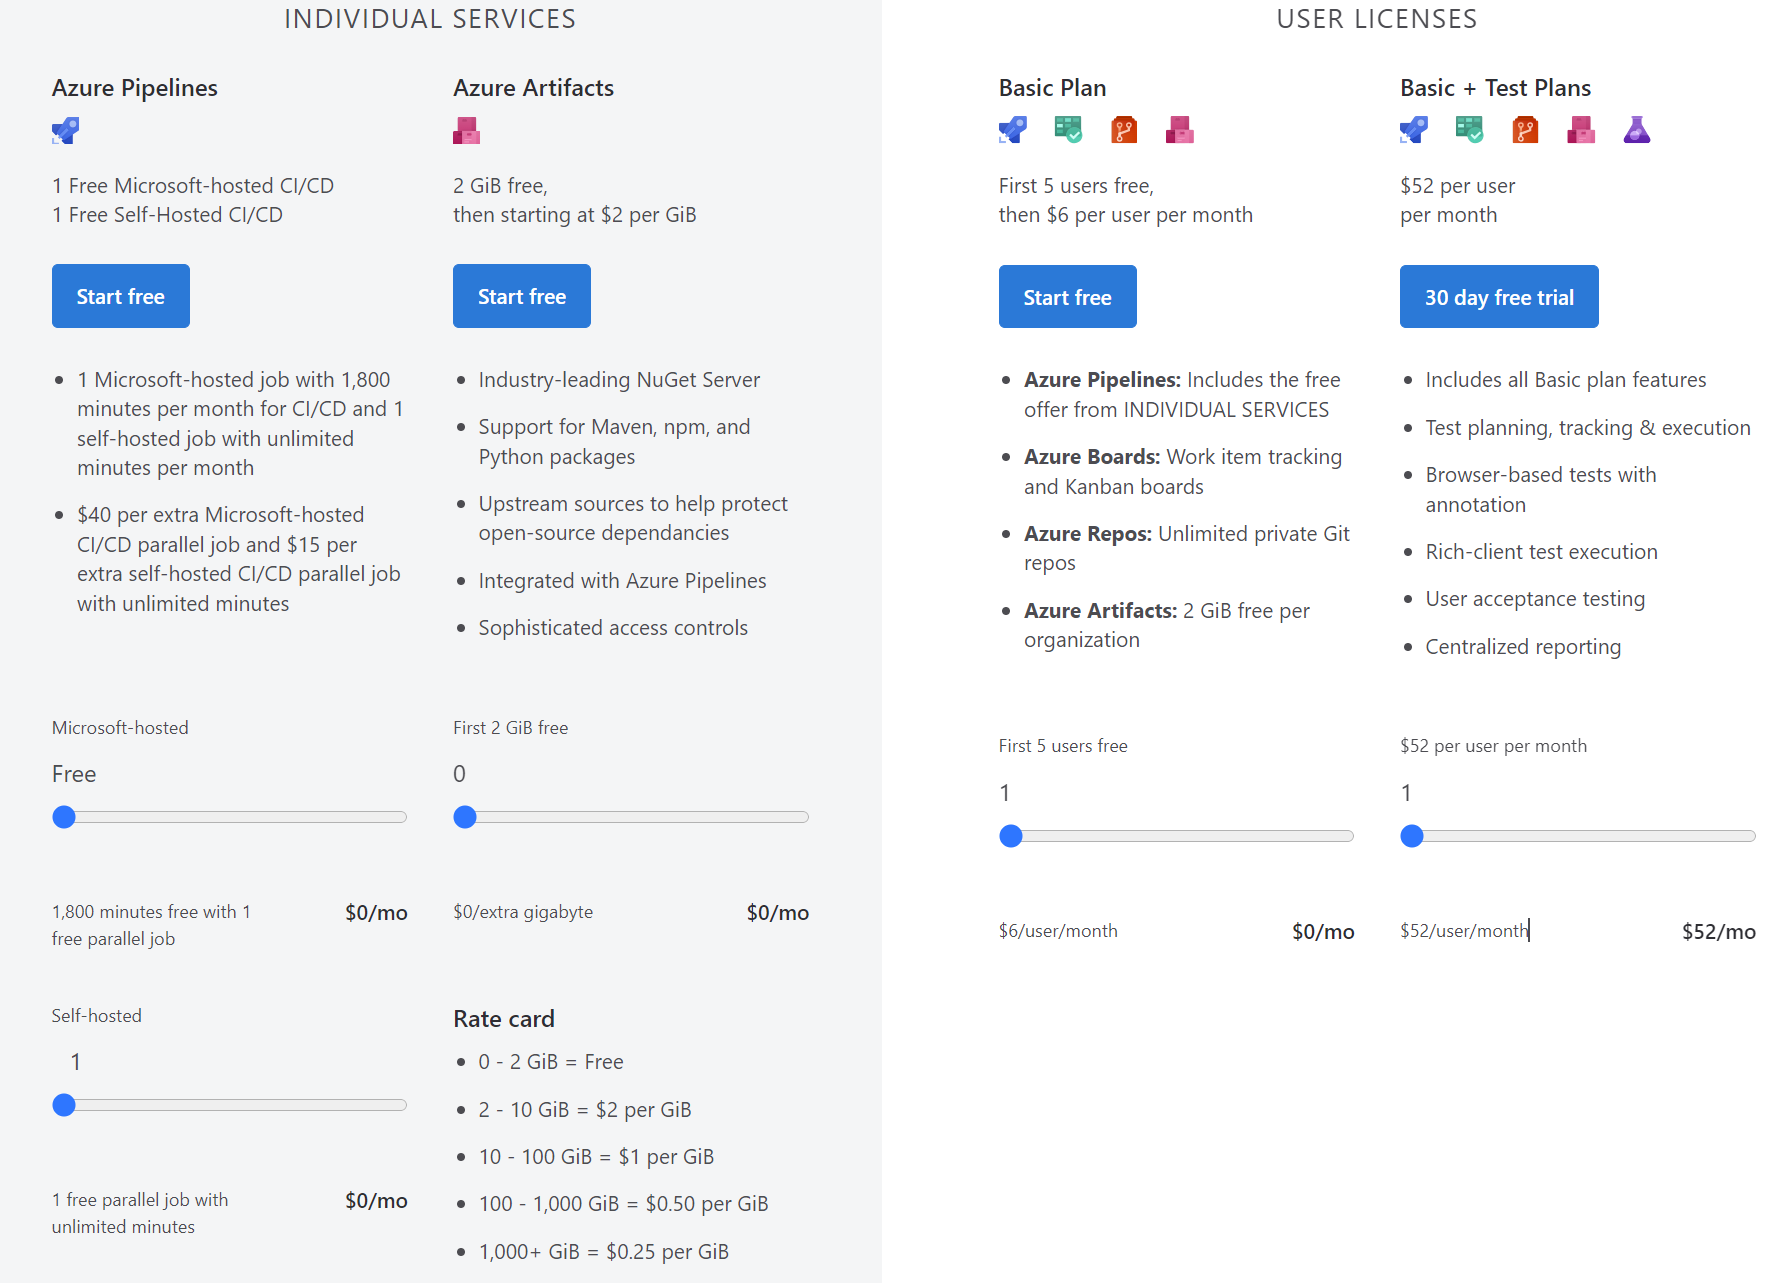 INDIVIDUAL SERVICES
Azure Pipelines
1 Free Microsoft-hosted CI/CD
1 Free Self-Hosted CI/CD
Start free
1 Microsoft-hosted job with 1,800
minutes per month for CI/CD and 1
self-hosted job with unlimited
minutes per month
$40 per extra Microsoft-hosted
CI/CD parallel job and $15 per
extra self-hosted CI/CD parallel job
with unlimited minutes
Microsoft-hosted
Free
1,800 minutes free with 1
free parallel job
$0/mo
Self-hosted
1
1 free parallel job with
unlimited minutes
$0/mo
Azure Artifacts
2 GiB free,
then starting at $2 per GiB
Start free
Industry-leading NuGet Server
Support for Maven, npm, and
Python packages
Upstream sources to help protect
open-source dependancies
Integrated with Azure Pipelines
Sophisticated access controls
First 2 GiB free
0
$0/extra gigabyte
$0/mo
Rate card
0 - 2 GiB = Free
2 - 10 GiB = $2 per GiB
10 - 100 GiB = $1 per GiB
100 - 1,000 GiB = $0.50 per GiB
1,000+ GiB = $0.25 per GiB
USER LICENSES
Basic Plan
First 5 users free,
then $6 per user per month
Start free
Azure Pipelines: Includes the free
offer from INDIVIDUAL SERVICES
Azure Boards: Work item tracking
and Kanban boards
Azure Repos: Unlimited private Git
repos
Azure Artifacts: 2 GiB free per
organization
First 5 users free
1
$6/user/month
$0/mo
Basic + Test Plans
$52 per user
per month
30 day free trial
Includes all Basic plan features
Test planning, tracking & execution
Browser-based tests with
annotation
Rich-client test execution
User acceptance testing
Centralized reporting
$52 per user per month
1
$52/user/month
$52/mo